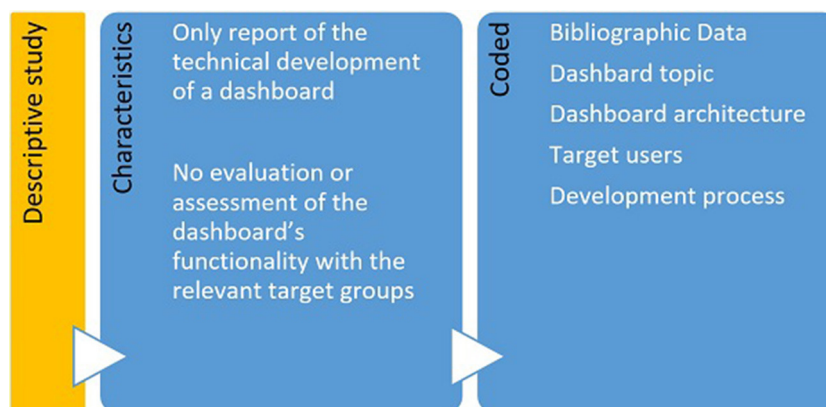 Descriptive study
Characteristics
Only report of the
technical development
of a dashboard
No evaluation or
assessment of the
dashboard's
functionality with the
relevant target groups
Coded
Bibliographic Data
Dashbard topic
Dashboard architecture
Target users
Development process